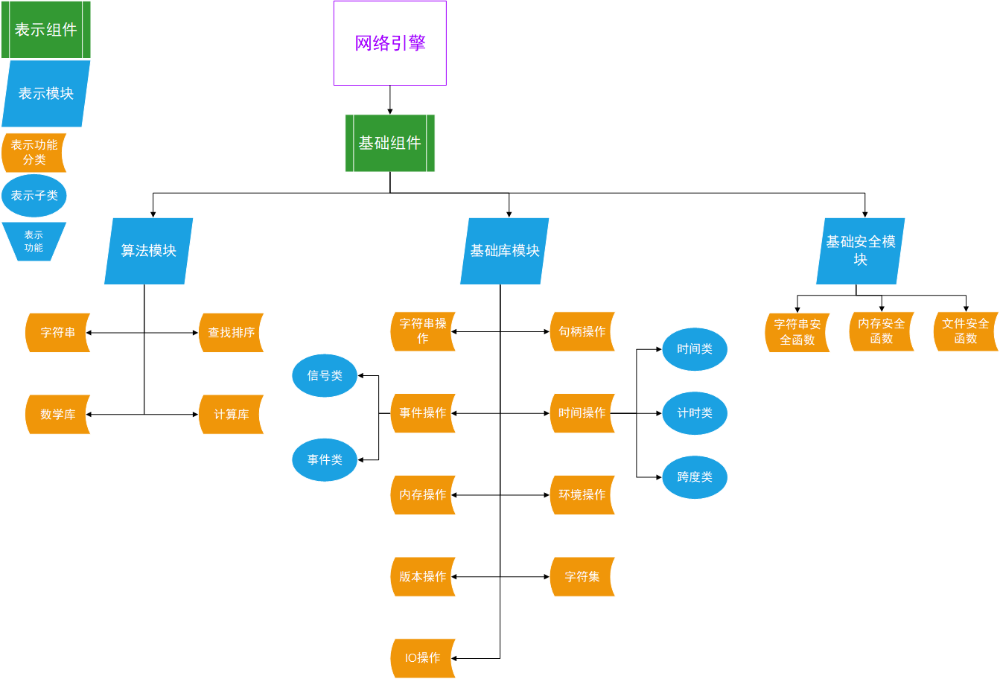 表示组件
表示模块
表示功能
分类
表示子类
表示
功能
网络引擎
基础组件
算法模块
基础库模块
基础安全模
块
字符串
查找排序
数学库
计算库
字符串操
作
句柄操作
信号类
事件操作
时间操作
事件类
时间类
计时类
跨度类
内存操作
环境操作
版本操作
字符集
IO操作
字符串安
全函数
内存安全
函数
文件安全
函数